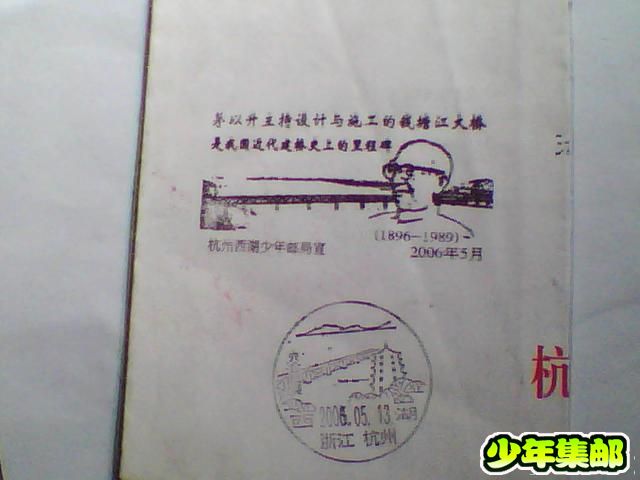 茅以升主持设计与施工的钱塘江大桥
是我国近代建桥史上的里程碑
(1896—1989)
杭州西湖少年邮局宣
2006年5月
杭
2006.05.13
浙江 杭州
少年集邮